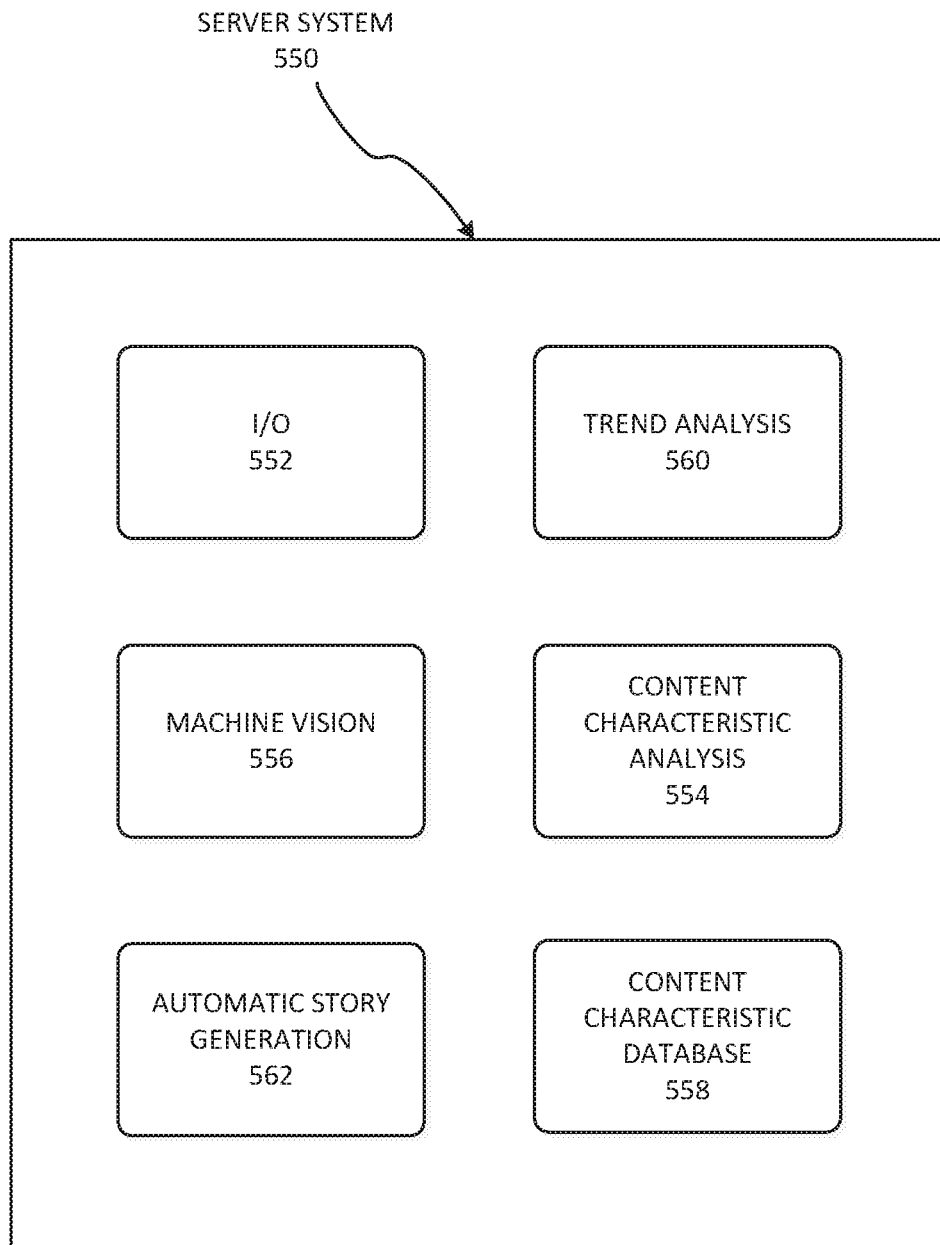 SERVER SYSTEM
550
I/O
552
TREND ANALYSIS
560
MACHINE VISION
556
CONTENT
CHARACTERISTIC
ANALYSIS
554
AUTOMATIC STORY
GENERATION
562
CONTENT
CHARACTERISTIC
DATABASE
558